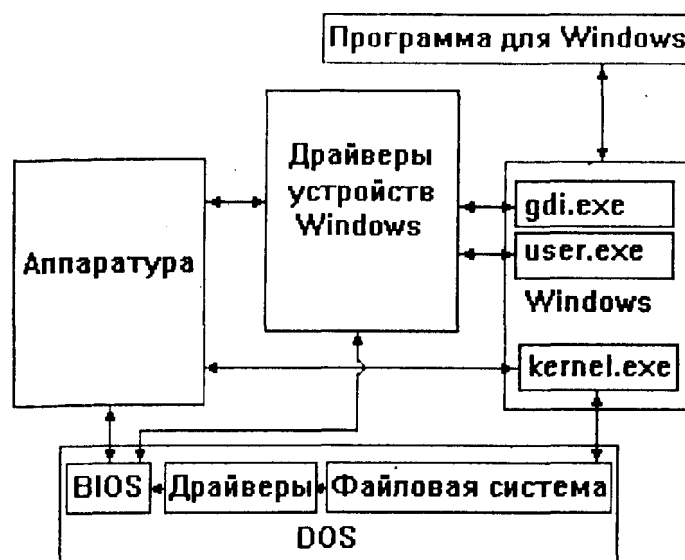 Программа для Windows
Драйверы
устройств
Windows
Аппаратура
gdi.exe
user.exe
Windows
kernel.exe
BIOS
Драйверы
Файловая система
DOS